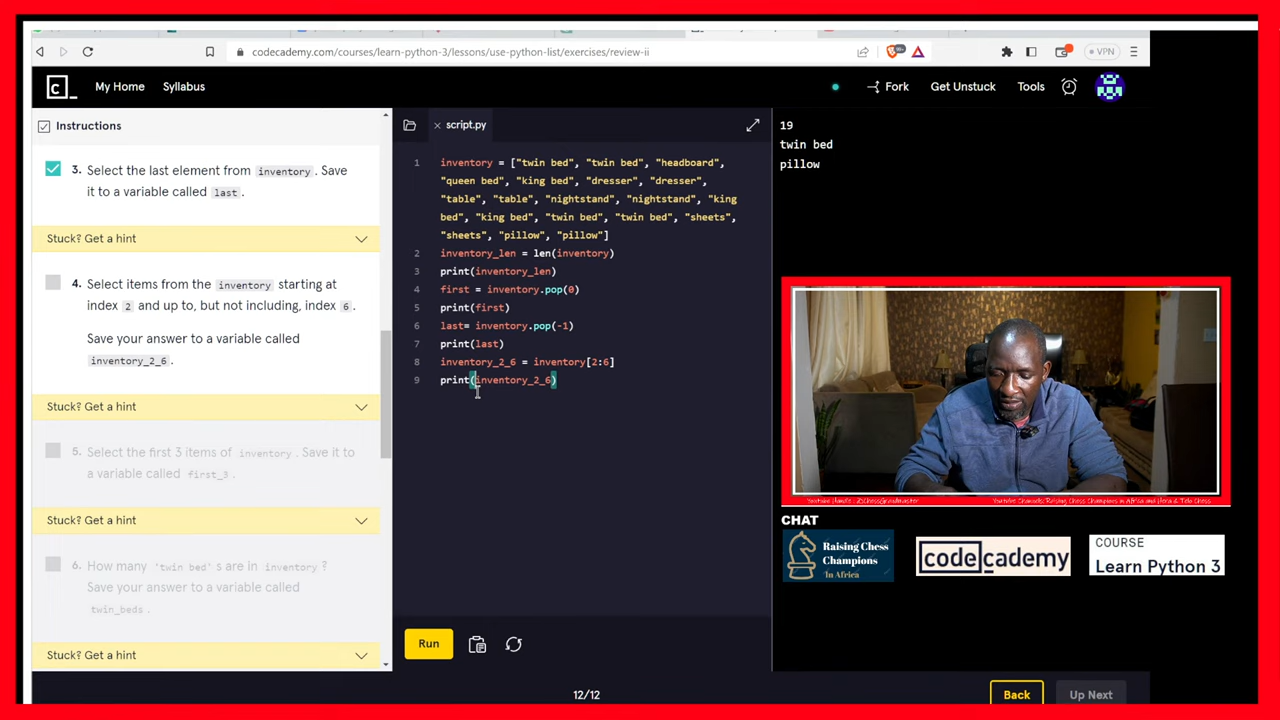 codecademy.com/courses/learn-python-3/lessons/use-python-list/exercises/review-ii
VPN
c_
My Home
Syllabus
Fork
Get Unstuck
Tools
Instructions
3. Select the last element from inventory. Save
it to a variable called last.
Stuck? Get a hint
4. Select items from the inventory starting at
index 2 and up to, but not including, index 6.
Save your answer to a variable called
inventory_2_6.
Stuck? Get a hint
5. Select the first 3 items of inventory. Save it to
a variable called first_3.
Stuck? Get a hint
6. How many 'twin bed' s are in inventory?
Save your answer to a variable called
twin_beds.
Stuck? Get a hint
script.py
1 inventory = ["twin bed", "twin bed", "headboard",
"queen bed", "king bed", "dresser", "dresser",
"table", "table", "nightstand", "nightstand", "king
bed", "king bed", "twin bed", "twin bed", "sheets",
"sheets", "pillow", "pillow"]
2 inventory_len = len(inventory)
3 print(inventory_len)
4 first = inventory.pop(0)
5 print(first)
6 last= inventory.pop(-1)
7 print(last)
8 inventory_2_6 = inventory[2:6]
9 print(inventory_2_6)
Run
19
twin bed
pillow
CHAT
Raising Chess
Champions
In Africa
codecademy
COURSE
Learn Python 3
12/12
Back
Up Next